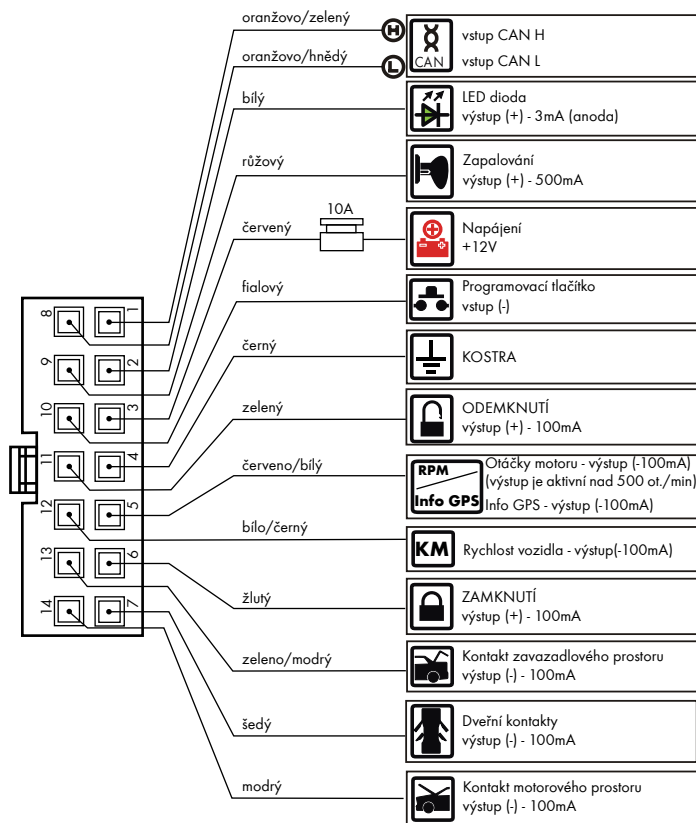 oranžovo/zelený
H
vstup CAN H
oranžovo/hnědý
L
CAN
vstup CAN L
bílý
LED dioda
výstup (+) - 3mA (anoda)
růžový
Zapalování
výstup (+) - 500mA
10A
červený
Napájení
+12V
fialový
Programovací tlačítko
vstup (-)
černý
KOSTRA
zelený
ODEMKNUTÍ
výstup (+) - 100mA
červeno/bílý
RPM
Info GPS
Otáčky motoru - výstup (-100mA)
(výstup je aktivní nad 500 ot./min)
Info GPS - výstup (-100mA)
bílo/černý
KM
Rychlost vozidla - výstup(-100mA)
žlutý
ZAMKNUTÍ
výstup (+) - 100mA
zeleno/modrý
Kontakt zavazadlového prostoru
výstup (-) - 100mA
šedý
Dveřní kontakty
výstup (-) - 100mA
modrý
Kontakt motorového prostoru
výstup (-) - 100mA
8
1
9
2
10
3
11
4
12
5
13
6
14
7